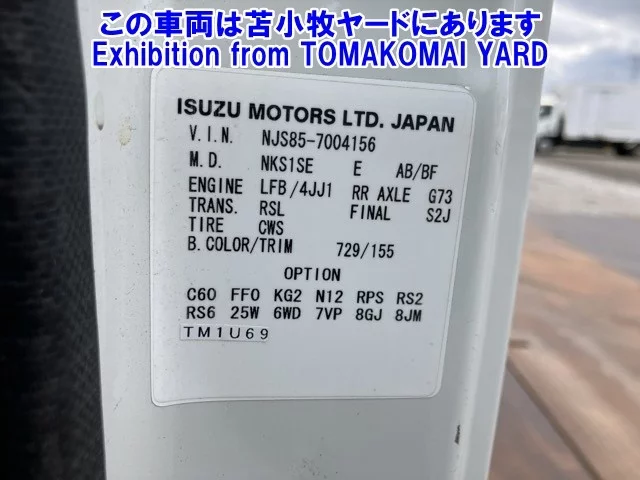 この車両は苫小牧ヤードにあります
Exhibition from TOMAKOMAI YARD
ISUZU MOTORS LTD. JAPAN
V.I.N. NJS85-7004156
M.D. NKS1SE E AB/BF
ENGINE LFB/4JJ1 RR AXLE G73
TRANS. RSL FINAL S2J
TIRE CWS
B.COLOR/TRIM 729/155
OPTION
C60 FF0 KG2 N12 RPS RS2
RS6 25W 6WD 7VP 8GJ 8JM
TM1U69